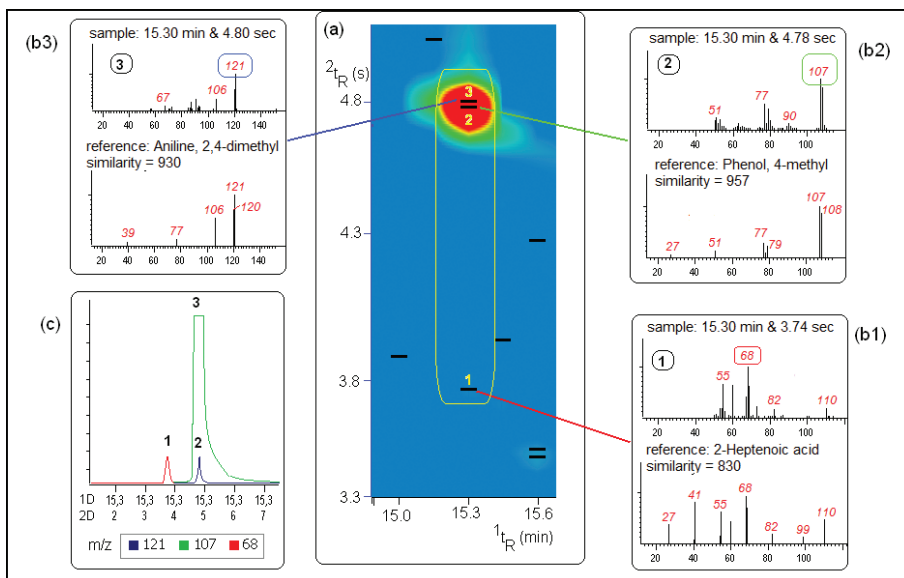 (b3)
sample: 15.30 min & 4.80 sec
3
121
106
67
20 40 60 80 100 120 140
reference: Aniline, 2,4-dimethyl
similarity = 930
121
120
106
77
39
20 40 60 80 100 120 140
(c)
3
1
2
1D 15,3 15,3 15,3 15,3 15,3 15,3
2D 2 3 4 5 6 7
m/z 121 107 68
(a)
²tR (s)
4.8
4.3
3.8
3.3
3
2
1
15.0 15.3 15.6
¹tR (min)
(b2)
sample: 15.30 min & 4.78 sec
2
107
77
51
90
20 40 60 80 100
reference: Phenol, 4-methyl
similarity = 957
107
108
77
79
51
27
20 40 60 80 100
(b1)
sample: 15.30 min & 3.74 sec
1
68
55
82
110
20 40 60 80 100
reference: 2-Heptenoic acid
similarity = 830
68
41
55
27
82
99
110
20 40 60 80 100